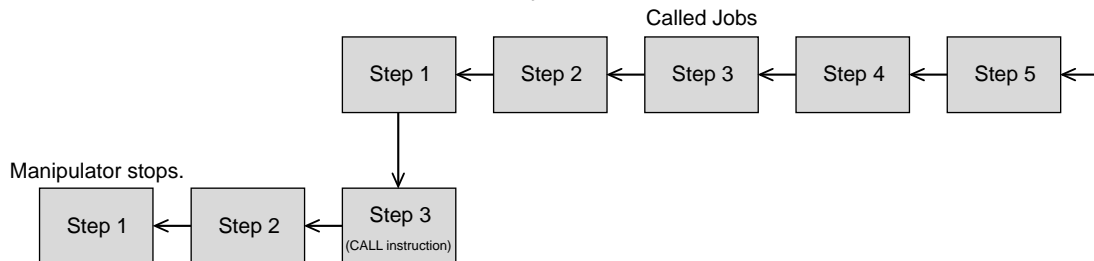 Called Jobs
Step 1
Step 2
Step 3
Step 4
Step 5
Manipulator stops.
Step 1
Step 2
Step 3
(CALL instruction)